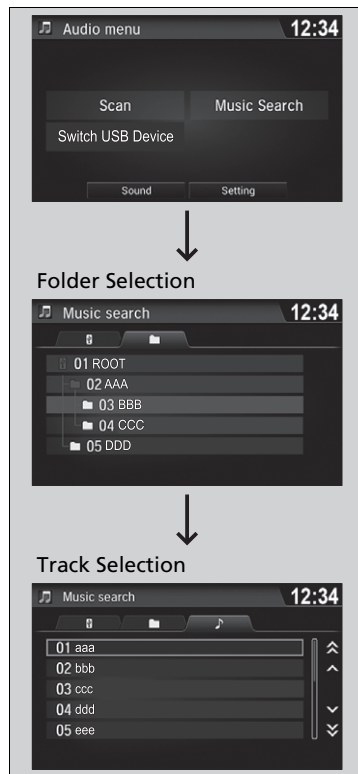 Audio menu 12:34
Scan Music Search
Switch USB Device
Sound Setting
Folder Selection
Music search 12:34
01 ROOT
02 AAA
03 BBB
04 CCC
05 DDD
Track Selection
Music search 12:34
01 aaa
02 bbb
03 ccc
04 ddd
05 eee